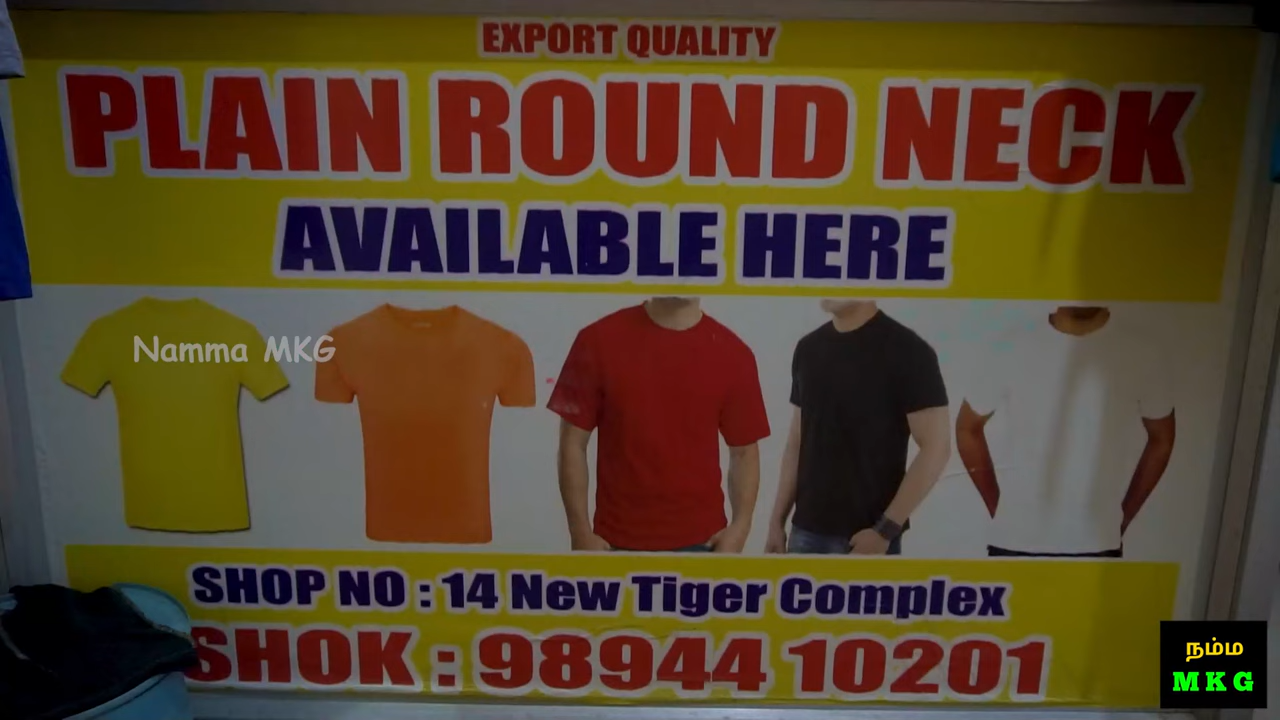 EXPORT QUALITY
PLAIN ROUND NECK
AVAILABLE HERE
Namma MKG
SHOP NO : 14 New Tiger Complex
SHOK : 98944 10201
நம்ம
MKG